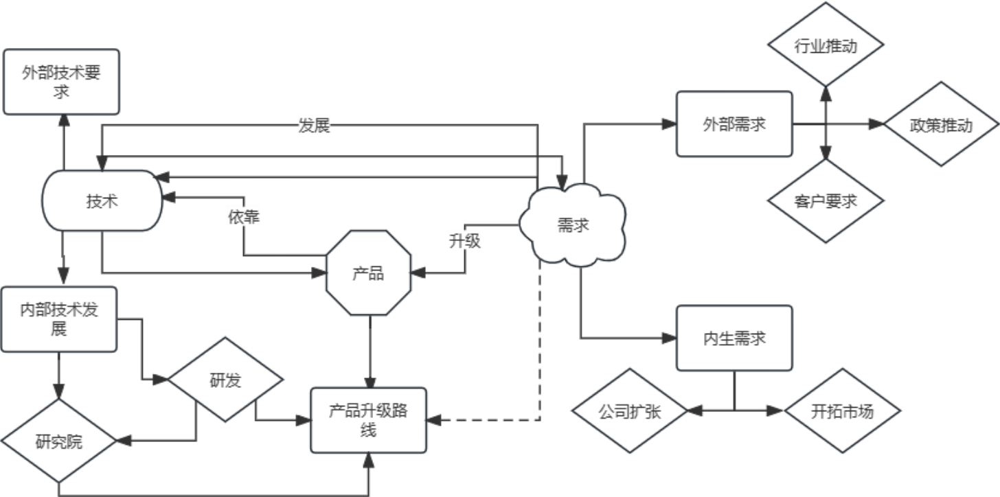 行业推动
外部技术要
求
发展
外部需求
政策推动
技术
依靠
需求
客户要求
升级
产品
内部技术发
展
内生需求
研发
产品升级路
线
公司扩张
开拓市场
研究院